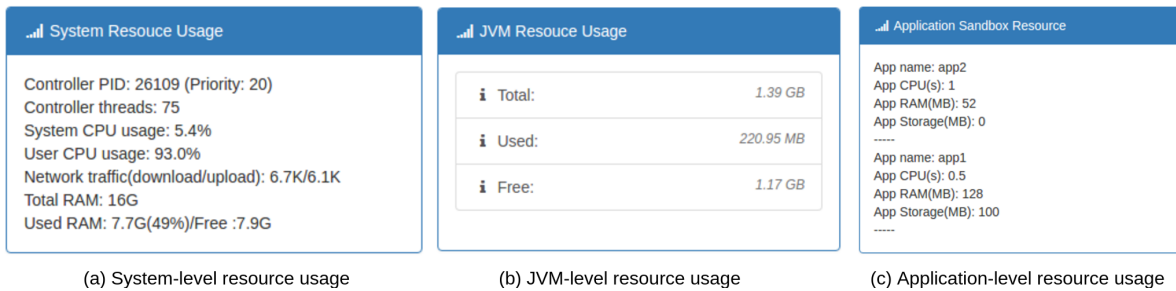 System Resouce Usage
Controller PID: 26109 (Priority: 20)
Controller threads: 75
System CPU usage: 5.4%
User CPU usage: 93.0%
Network traffic(download/upload): 6.7K/6.1K
Total RAM: 16G
Used RAM: 7.7G(49%)/Free :7.9G
(a) System-level resource usage
JVM Resouce Usage
Total: 1.39 GB
Used: 220.95 MB
Free: 1.17 GB
(b) JVM-level resource usage
Application Sandbox Resource
App name: app2
App CPU(s): 1
App RAM(MB): 52
App Storage(MB): 0
-----
App name: app1
App CPU(s): 0.5
App RAM(MB): 128
App Storage(MB): 100
-----
(c) Application-level resource usage